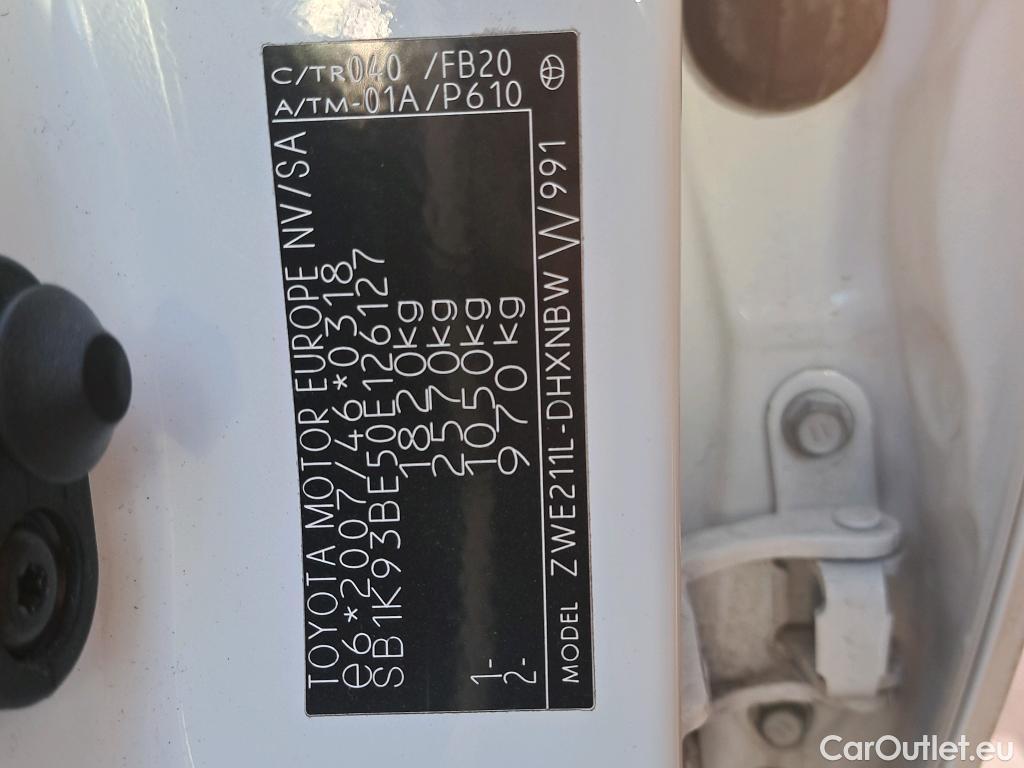 TOYOTA MOTOR EUROPE NV/SA
e6*2007/46*0318
SB1K93BE50E126127
1820kg
2570kg
1- 1050kg
2- 970kg
C/TR040 /FB20
A/TM-01A/P610
MODEL ZWE211L-DHXNBW W991
CarOutlet.eu